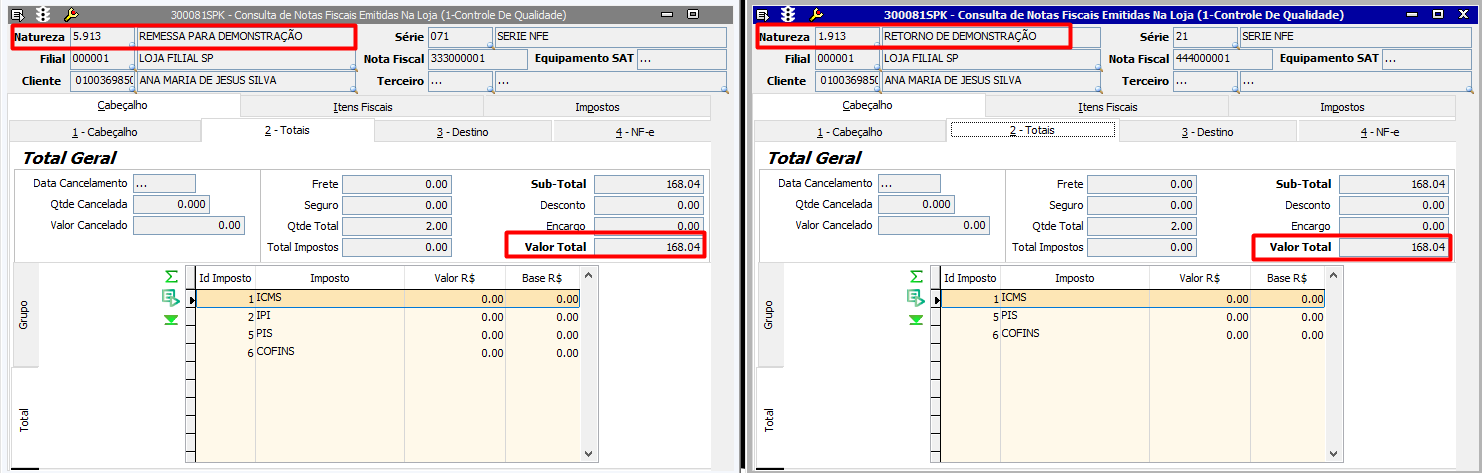 300081SPK - Consulta de Notas Fiscais Emitidas Na Loja (1-Controle De Qualidade)
Natureza 5.913 REMESSA PARA DEMONSTRAÇÃO Série 071 SERIE NFE
Filial 000001 LOJA FILIAL SP Nota Fiscal 333000001 Equipamento SAT ...
Cliente 010036985( ANA MARIA DE JESUS SILVA Terceiro ... ...
Cabeçalho Itens Fiscais Impostos
1 - Cabeçalho 2 - Totais 3 - Destino 4 - NF-e
Total Geral
Data Cancelamento ... Frete 0.00 Sub-Total 168.04
Qtde Cancelada 0.000 Seguro 0.00 Desconto 0.00
Valor Cancelado 0.00 Qtde Total 2.00 Encargo 0.00
Total Impostos 0.00 Valor Total 168.04
Grupo
Total
Id Imposto Imposto Valor R$ Base R$
1 ICMS 0.00 0.00
2 IPI 0.00 0.00
5 PIS 0.00 0.00
6 COFINS 0.00 0.00
300081SPK - Consulta de Notas Fiscais Emitidas Na Loja (1-Controle De Qualidade)
Natureza 1.913 RETORNO DE DEMONSTRAÇÃO Série 21 SERIE NFE
Filial 000001 LOJA FILIAL SP Nota Fiscal 444000001 Equipamento SAT ...
Cliente 010036985( ANA MARIA DE JESUS SILVA Terceiro ... ...
Cabeçalho Itens Fiscais Impostos
1 - Cabeçalho 2 - Totais 3 - Destino 4 - NF-e
Total Geral
Data Cancelamento ... Frete 0.00 Sub-Total 168.04
Qtde Cancelada 0.000 Seguro 0.00 Desconto 0.00
Valor Cancelado 0.00 Qtde Total 2.00 Encargo 0.00
Total Impostos 0.00 Valor Total 168.04
Grupo
Total
Id Imposto Imposto Valor R$ Base R$
1 ICMS 0.00 0.00
5 PIS 0.00 0.00
6 COFINS 0.00 0.00